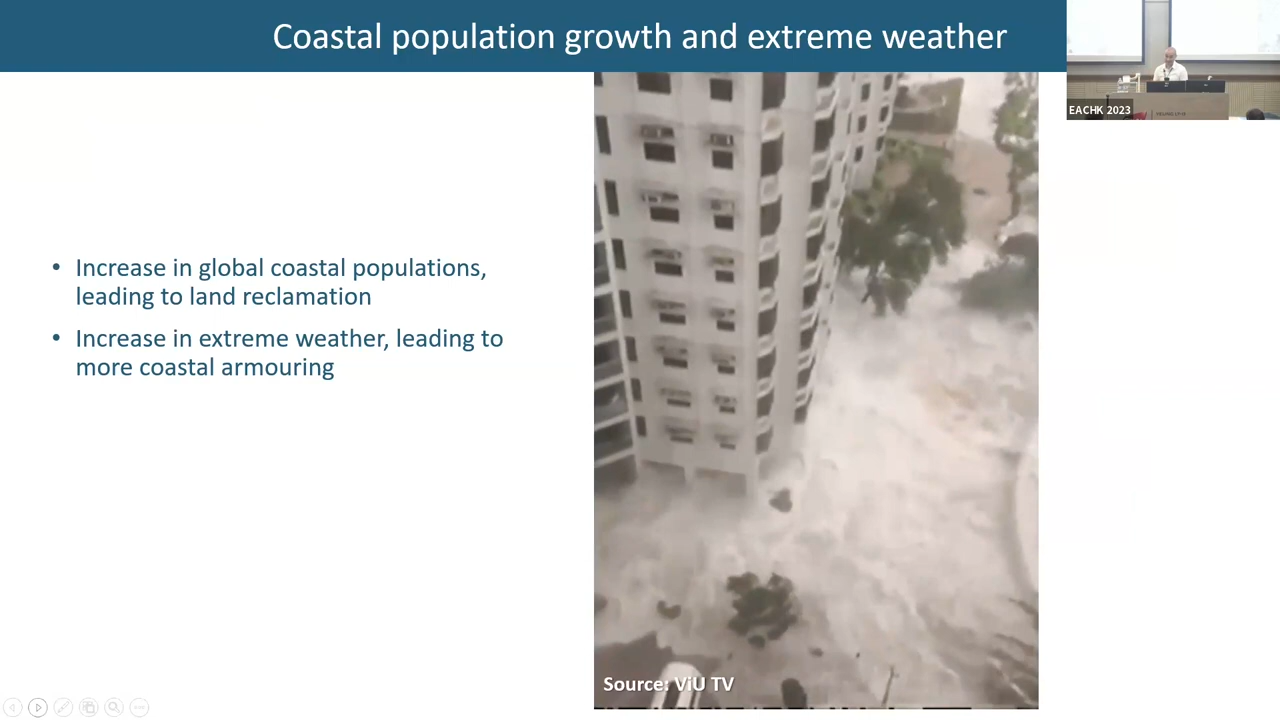 Coastal population growth and extreme weather
EACHK 2023
• Increase in global coastal populations,
leading to land reclamation
• Increase in extreme weather, leading to
more coastal armouring
Source: ViU TV